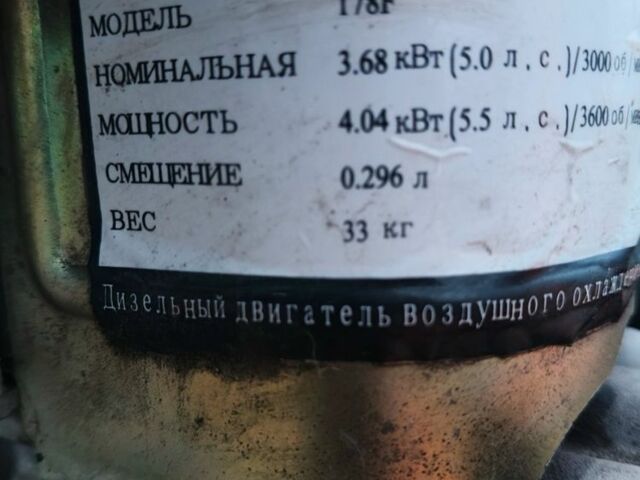 МОДЕЛЬ 178F
НОМИНАЛЬНАЯ 3.68 кВт (5.0 л.с.)/3000 об/
МОЩНОСТЬ 4.04 кВт (5.5 л.с.)/3600 об/
СМЕЩЕНИЕ 0.296 л
ВЕС 33 кг
Дизельный двигатель воздушного